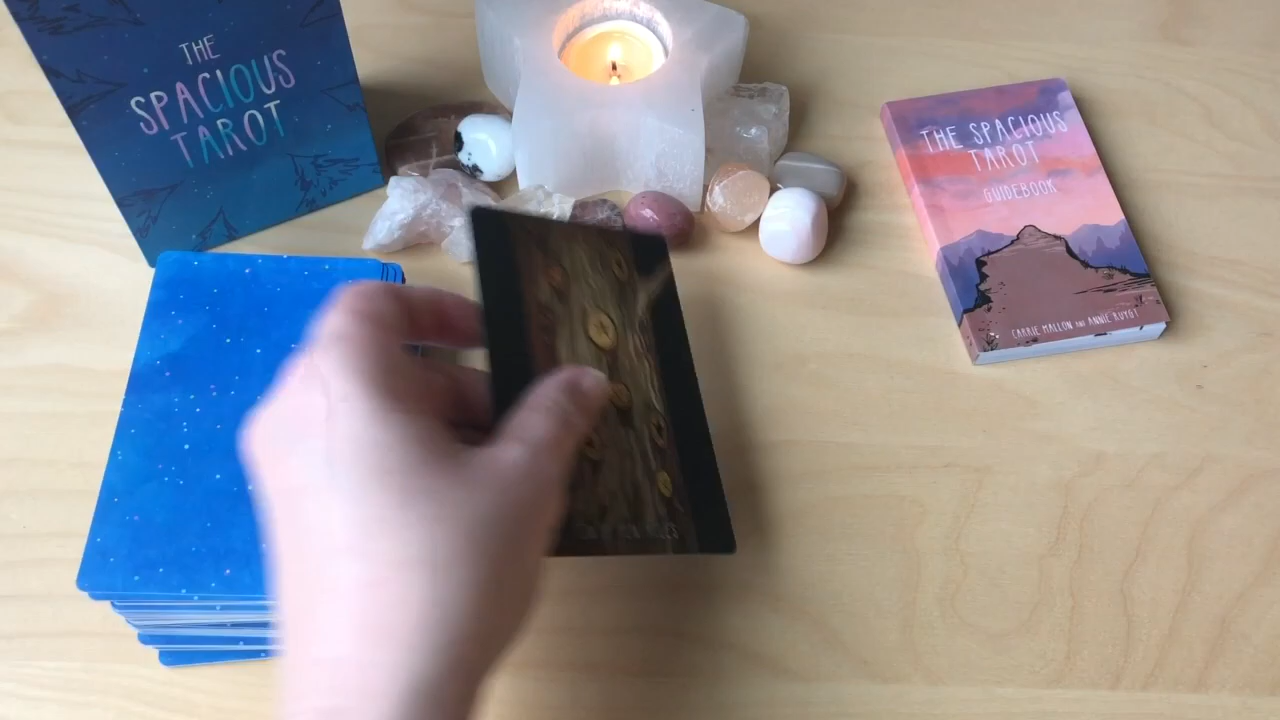 THE
SPACIOUS
TAROT
THE SPACIOUS
TAROT
GUIDEBOOK
CARRIE MALLON AND ANNIE RUYGT